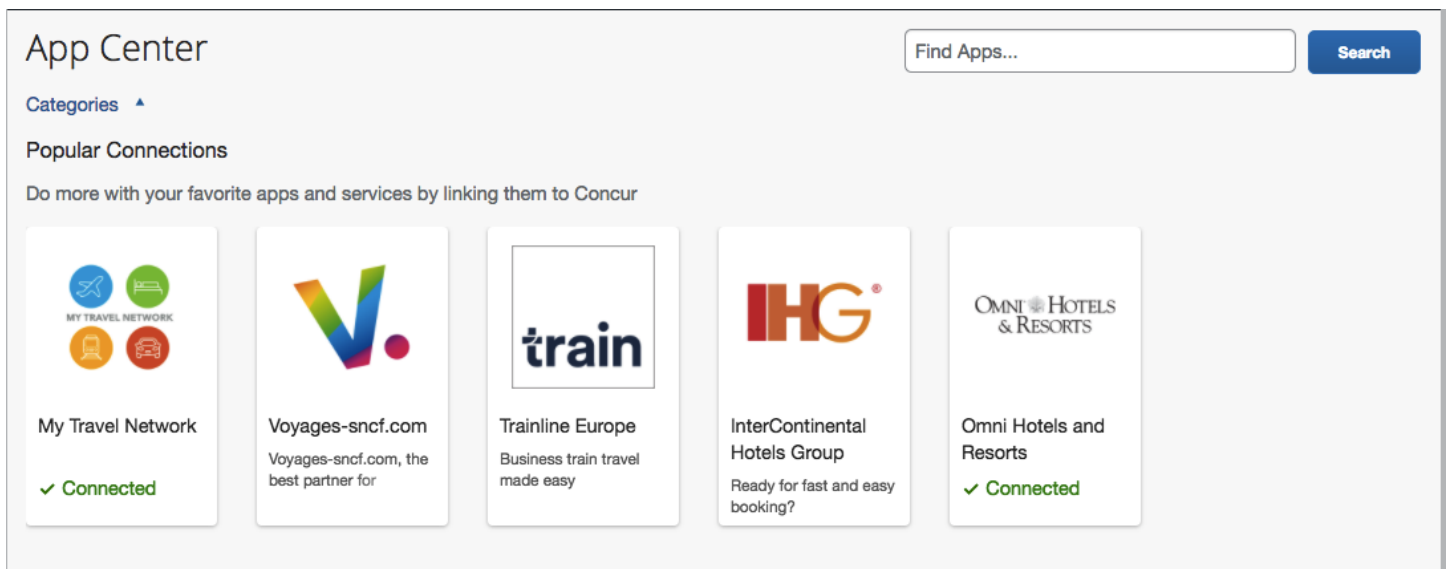 App Center
Find Apps...
Search
Categories
Popular Connections
Do more with your favorite apps and services by linking them to Concur
MY TRAVEL NETWORK
My Travel Network
Connected
V.
Voyages-sncf.com
Voyages-sncf.com, the
best partner for
train
Trainline Europe
Business train travel
made easy
IHG®
InterContinental
Hotels Group
Ready for fast and easy
booking?
OMNI HOTELS
& RESORTS
Omni Hotels and
Resorts
Connected